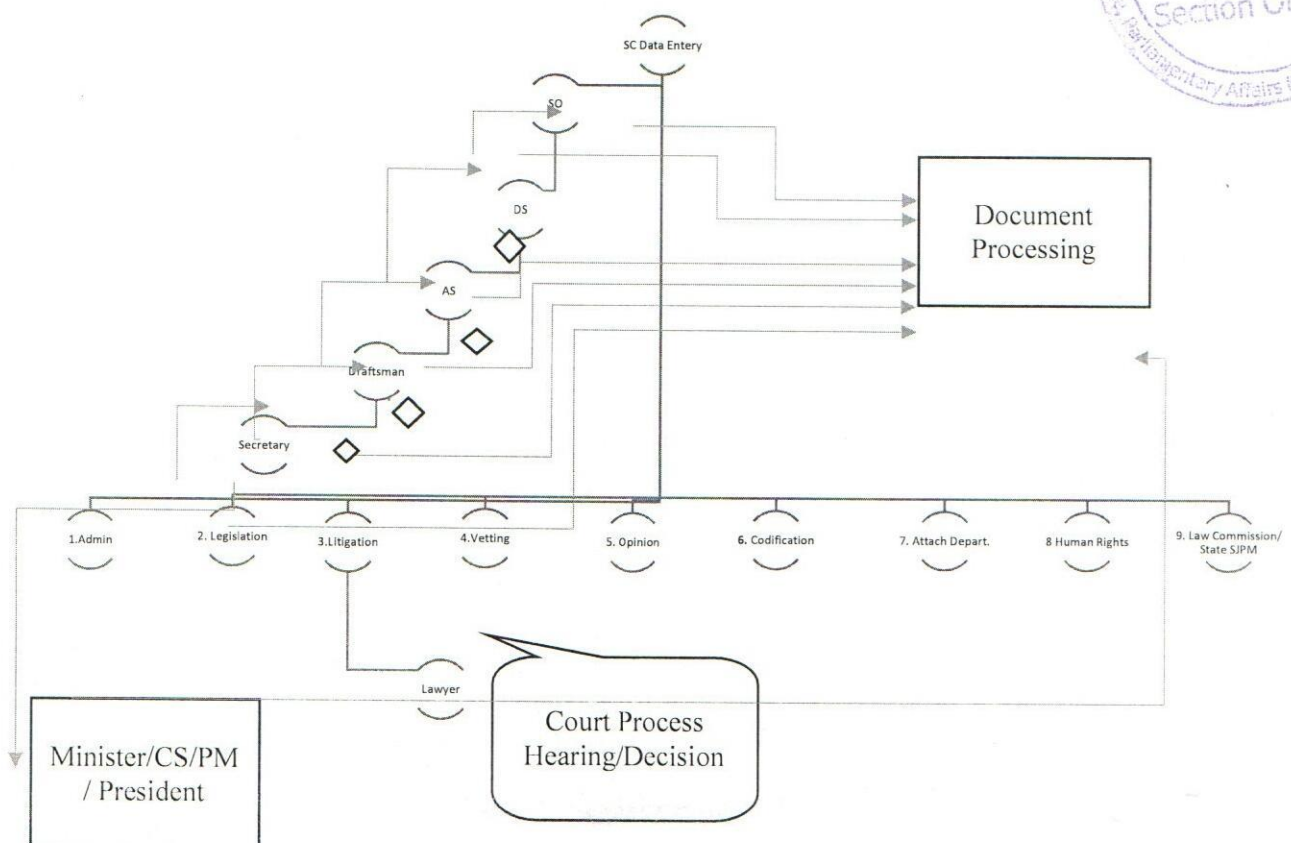 Section
Parliamentary Affairs
SC Data Entery
SO
DS
Document
Processing
AS
Draftsman
Secretary
1.Admin
2. Legislation
3.Litigation
4.Vetting
5. Opinion
6. Codification
7. Attach Depart.
8 Human Rights
9. Law Commission/
State SJPM
Lawyer
Court Process
Hearing/Decision
Minister/CS/PM
/ President